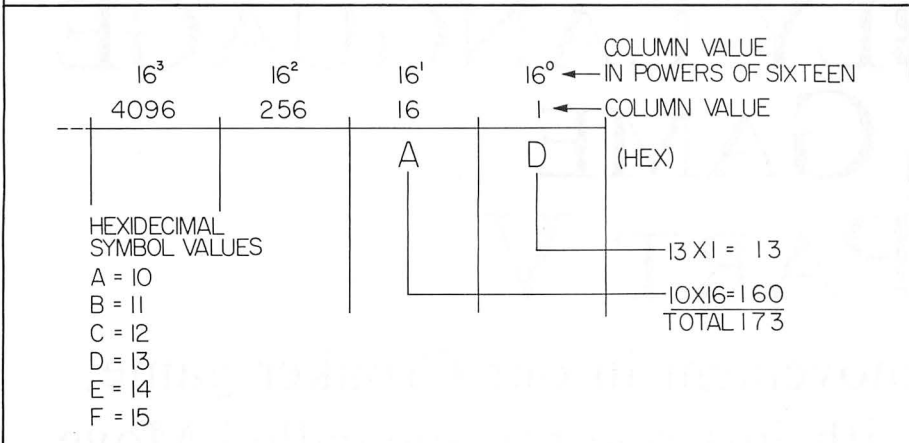 COLUMN VALUE
16³ 16² 16¹ 16⁰ IN POWERS OF SIXTEEN
4096 256 16 1 COLUMN VALUE
A D (HEX)
HEXIDECIMAL
SYMBOL VALUES
A = 10
B = 11
C = 12
D = 13
E = 14
F = 15
13 X 1 = 13
10X16=160
TOTAL 173